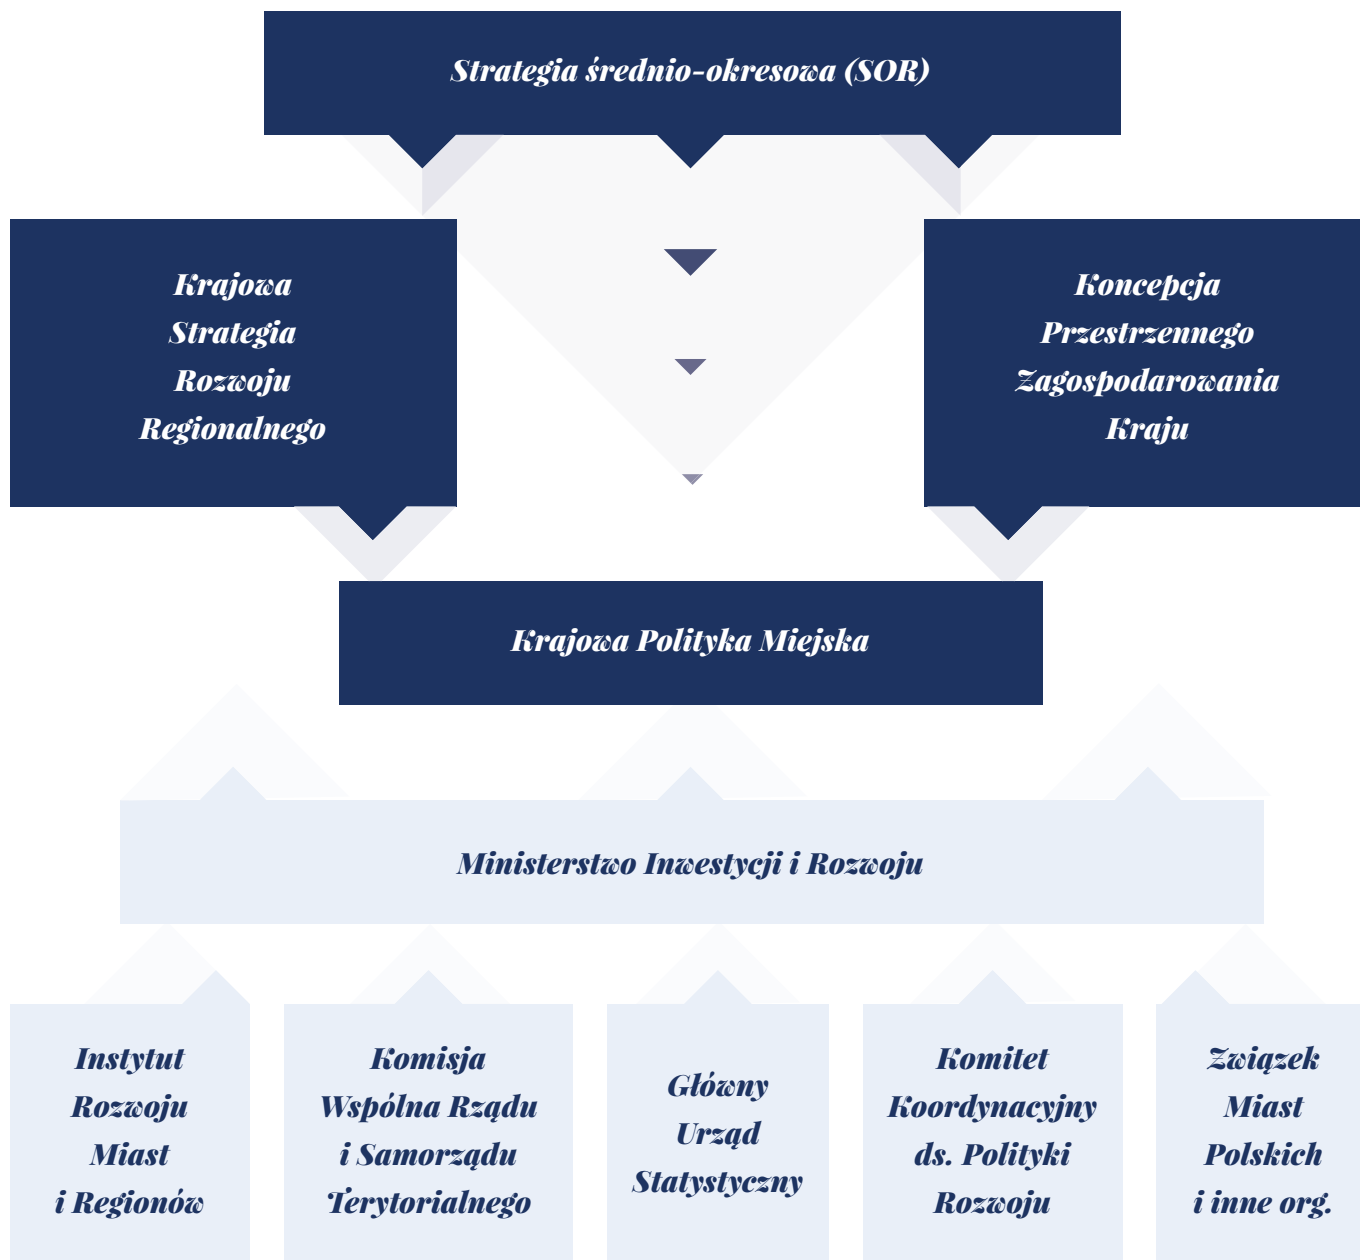 Strategia średnio-okresowa (SOR)
Krajowa
Strategia
Rozwoju
Regionalnego
Koncepcja
Przestrzennego
Zagospodarowania
Kraju
Krajowa Polityka Miejska
Ministerstwo Inwestycji i Rozwoju
Instytut
Rozwoju
Miast
i Regionów
Komisja
Wspólna Rządu
i Samorządu
Terytorialnego
Główny
Urząd
Statystyczny
Komitet
Koordynacyjny
ds. Polityki
Rozwoju
Związek
Miast
Polskich
i inne org.